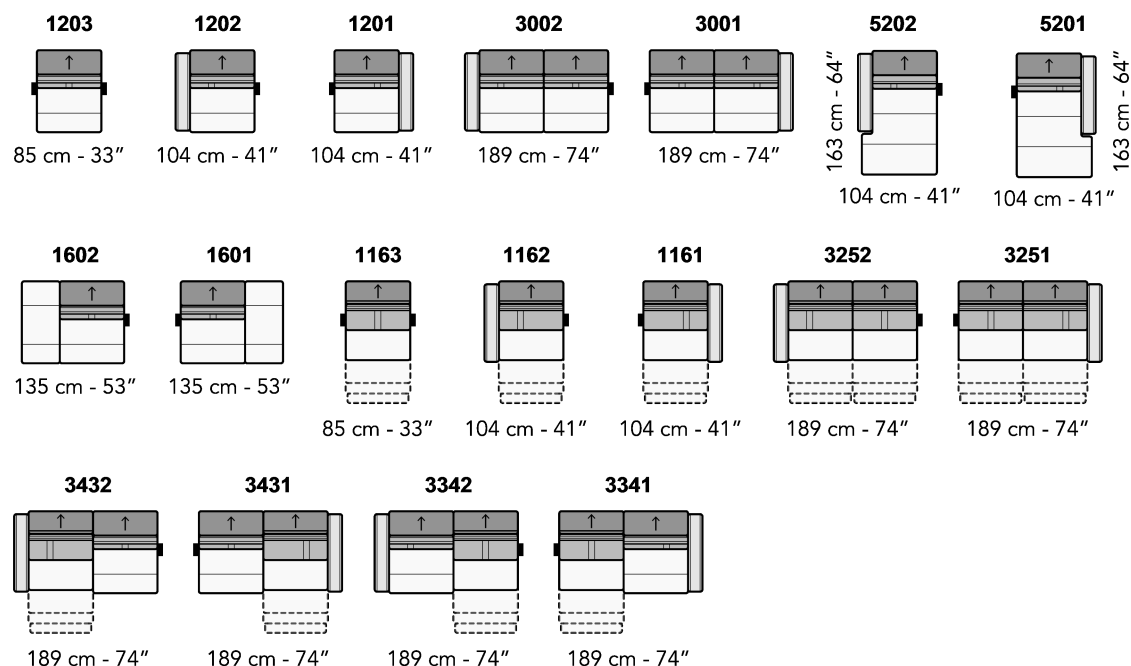 1203 1202 1201 3002 3001 5202 5201
163 cm - 64” 163 cm - 64”
85 cm - 33” 104 cm - 41” 104 cm - 41” 189 cm - 74” 189 cm - 74”
104 cm - 41” 104 cm - 41”
1602 1601 1163 1162 1161 3252 3251
135 cm - 53” 135 cm - 53”
85 cm - 33” 104 cm - 41” 104 cm - 41” 189 cm - 74” 189 cm - 74”
3432 3431 3342 3341
189 cm - 74” 189 cm - 74” 189 cm - 74” 189 cm - 74”